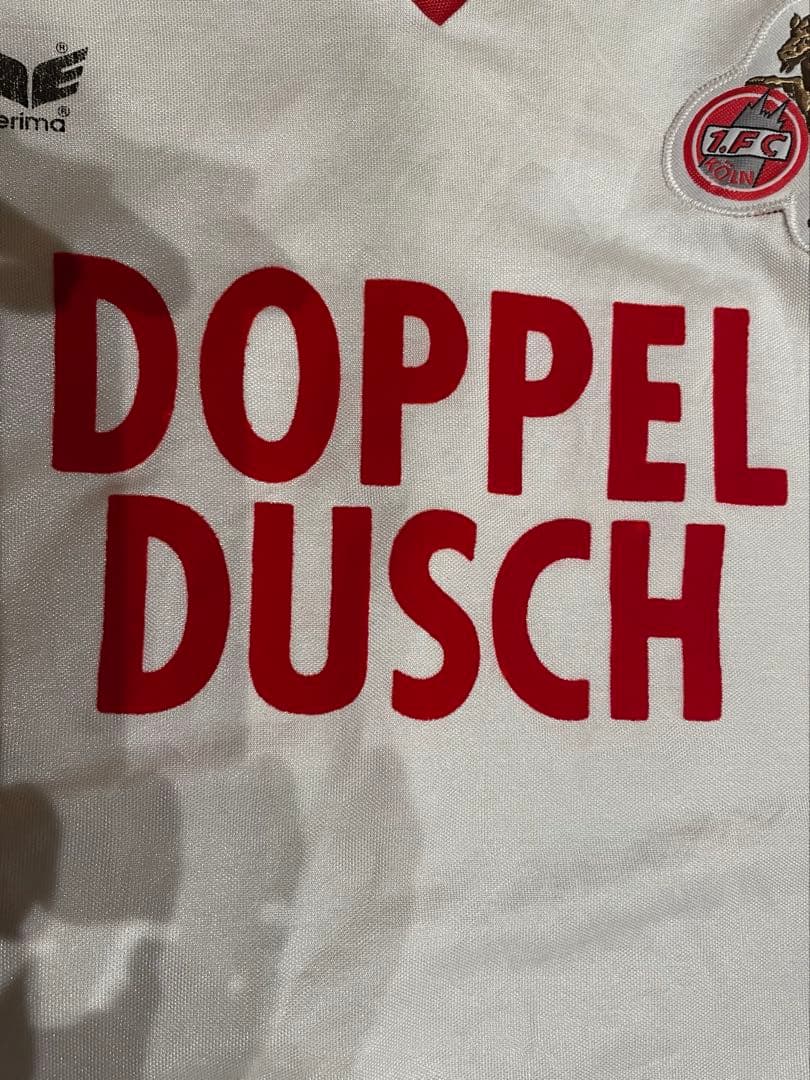 erima®
®
1.FC
KÖLN
DOPPEL
DUSCH